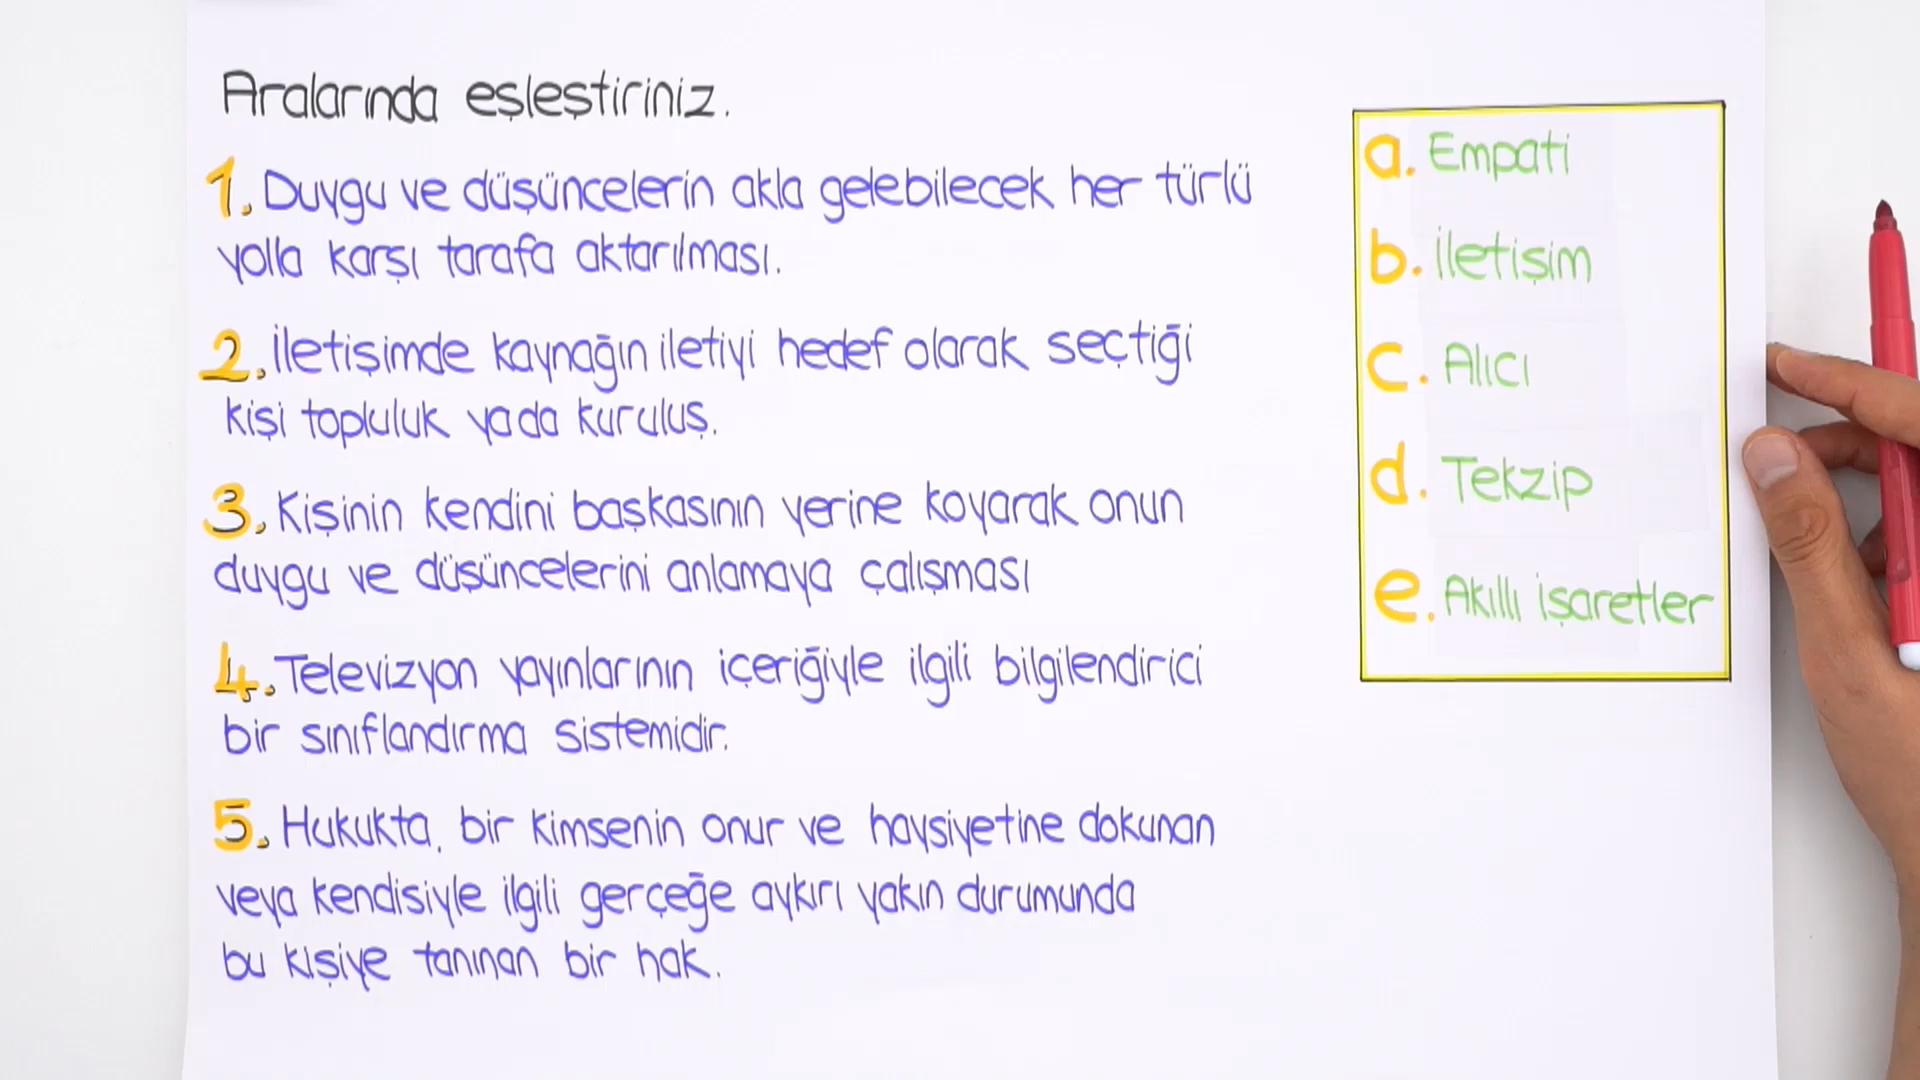 Aralarında eşleştiriniz.
1. Duygu ve düşüncelerin akla gelebilecek her türlü
yolla karşı tarafa aktarılması.
2. İletişimde kaynağın iletiyi hedef olarak seçtiği
kişi topluluk yada kuruluş.
3. Kişinin kendini başkasının yerine koyarak onun
duygu ve düşüncelerini anlamaya çalışması
4. Televizyon yayınlarının içeriğiyle ilgili bilgilendirici
bir sınıflandırma sistemidir.
5. Hukukta, bir kimsenin onur ve haysiyetine dokunan
veya kendisiyle ilgili gerçeğe aykırı yakın durumunda
bu kişiye tanınan bir hak.
a. Empati
b. İletişim
c. Alıcı
d. Tekzip
e. Akıllı işaretler